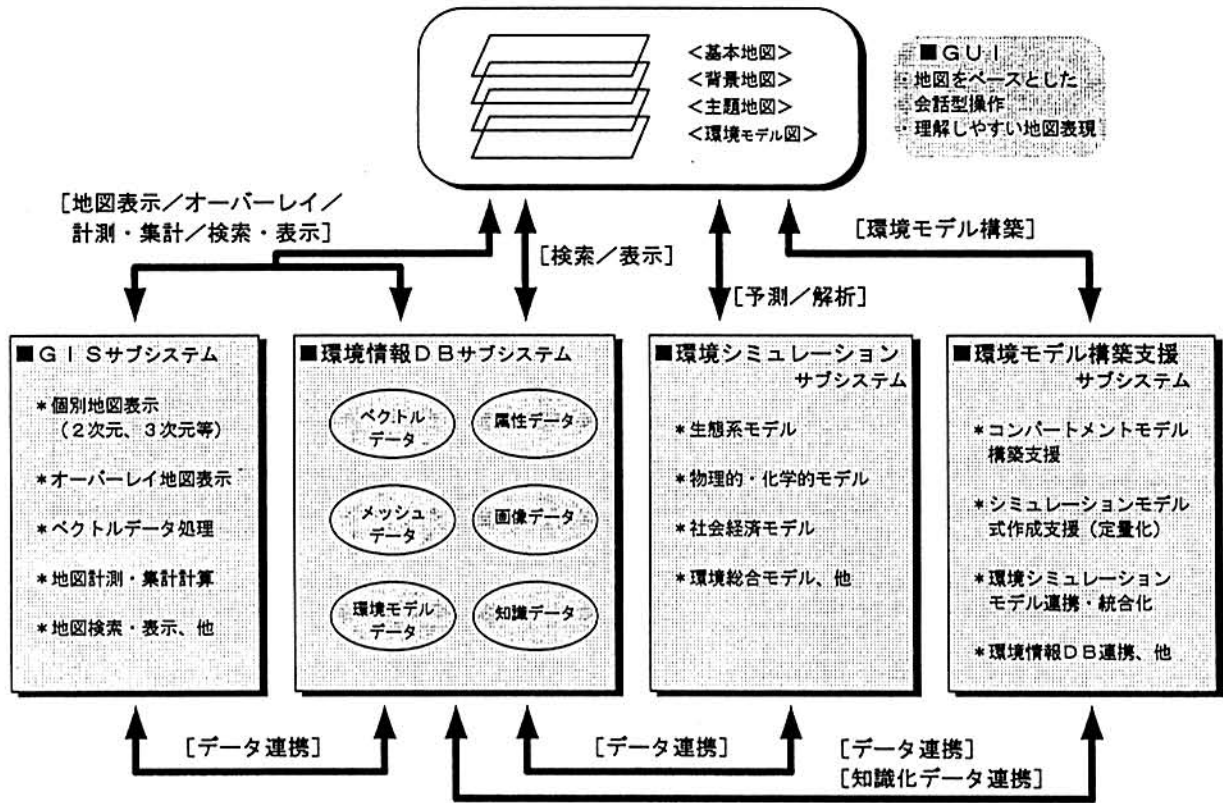 ＜基本地図＞
＜背景地図＞
＜主題地図＞
＜環境モデル図＞
■ＧＵＩ
・地図をベースとした
・会話型操作
・理解しやすい地図表現
［地図表示／オーバーレイ／
計測・集計／検索・表示］
［検索／表示］
［予測／解析］
［環境モデル構築］
■ＧＩＳサブシステム
＊個別地図表示
（２次元、３次元等）
＊オーバーレイ地図表示
＊ベクトルデータ処理
＊地図計測・集計計算
＊地図検索・表示、他
■環境情報ＤＢサブシステム
ベクトル
データ
属性データ
メッシュ
データ
画像データ
環境モデル
データ
知識データ
■環境シミュレーション
サブシステム
＊生態系モデル
＊物理的・化学的モデル
＊社会経済モデル
＊環境総合モデル、他
■環境モデル構築支援
サブシステム
＊コンパートメントモデル
構築支援
＊シミュレーションモデル
式作成支援（定量化）
＊環境シミュレーション
モデル連携・統合化
＊環境情報ＤＢ連携、他
［データ連携］
［データ連携］
［データ連携］
［知識化データ連携］